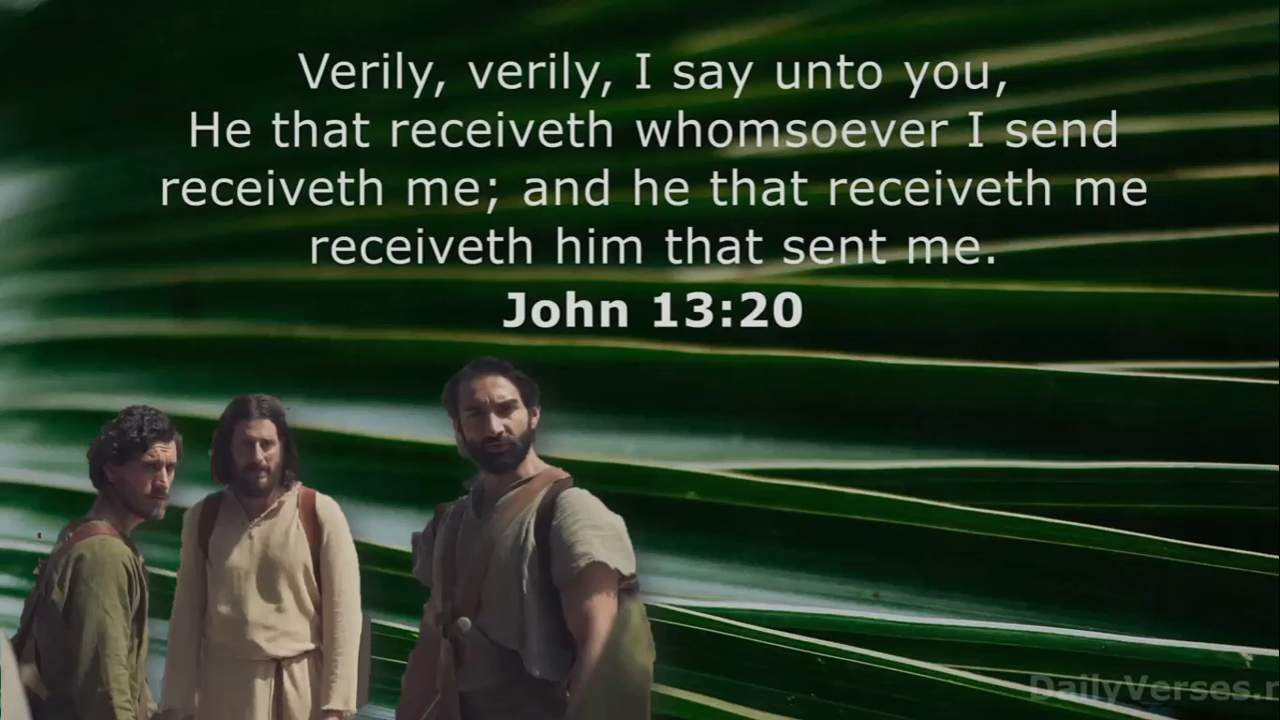 Verily, verily, I say unto you,
He that receiveth whomsoever I send
receiveth me; and he that receiveth me
receiveth him that sent me.
John 13:20
DailyVerses.n